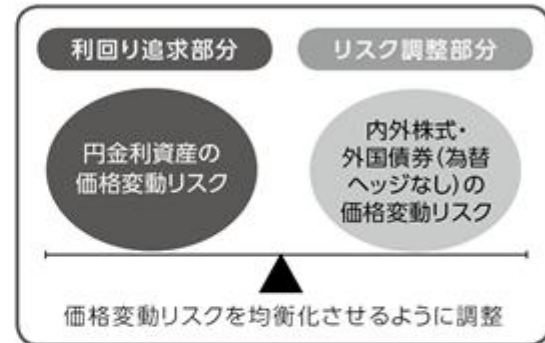 利回り追求部分
リスク調整部分
円金利資産の
価格変動リスク
内外株式・
外国債券(為替
ヘッジなし)の
価格変動リスク
価格変動リスクを均衡化させるように調整